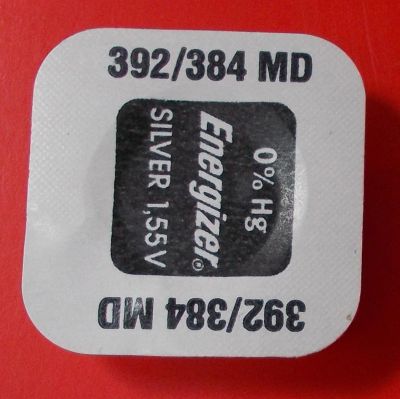 392/384 MD
0% Hg
Energizer®
SILVER 1,55V
392/384 MD